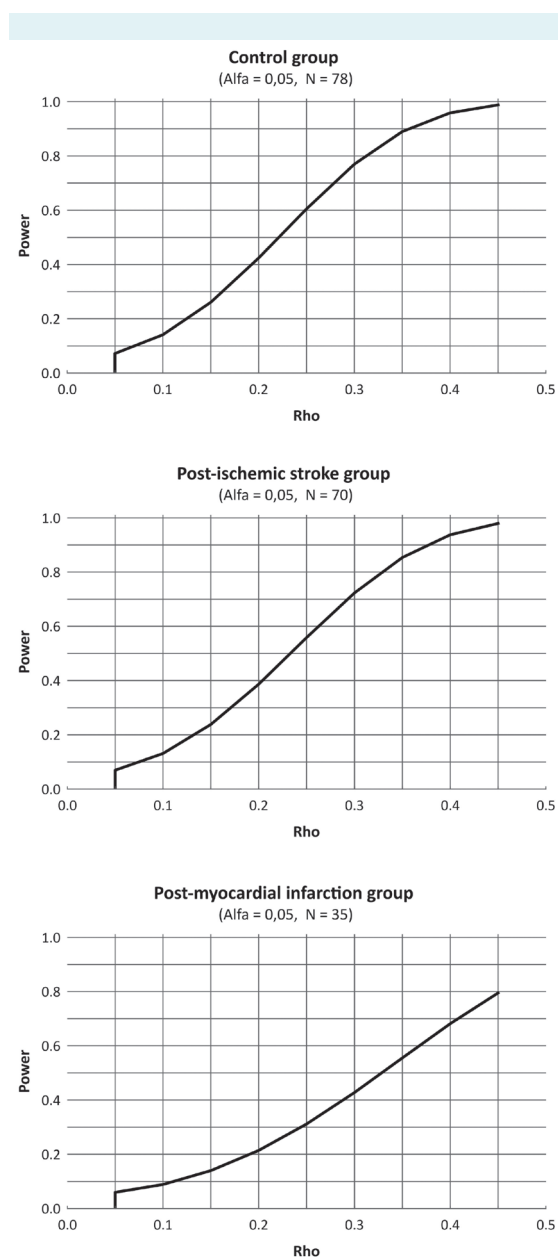 Control group
(Alfa = 0,05, N = 78)
1.0
0.8
0.6
0.4
0.2
0.0
Power
0.0 0.1 0.2 0.3 0.4 0.5
Rho
Post-ischemic stroke group
(Alfa = 0,05, N = 70)
1.0
0.8
0.6
0.4
0.2
0.0
Power
0.0 0.1 0.2 0.3 0.4 0.5
Rho
Post-myocardial infarction group
(Alfa = 0,05, N = 35)
1.0
0.8
0.6
0.4
0.2
0.0
Power
0.0 0.1 0.2 0.3 0.4 0.5
Rho